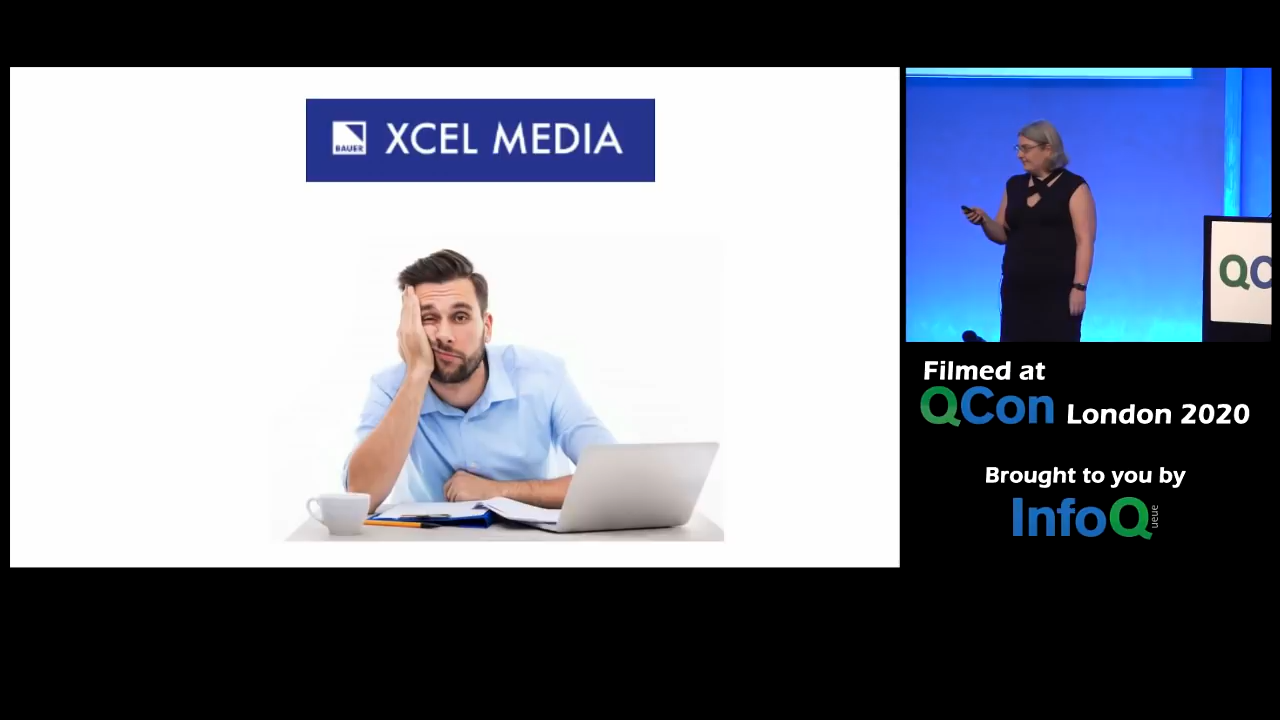 BAUER XCEL MEDIA
QC
Filmed at
QCon London 2020
Brought to you by
InfoQ
ueue